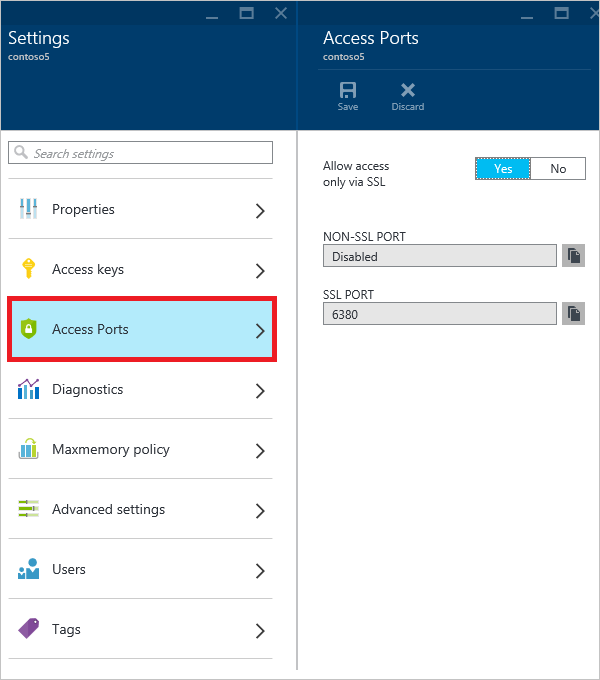 Settings
contoso5
Search settings
Properties
Access keys
Access Ports
Diagnostics
Maxmemory policy
Advanced settings
Users
Tags
Access Ports
contoso5
Save Discard
Allow access
only via SSL
Yes No
NON-SSL PORT
Disabled
SSL PORT
6380